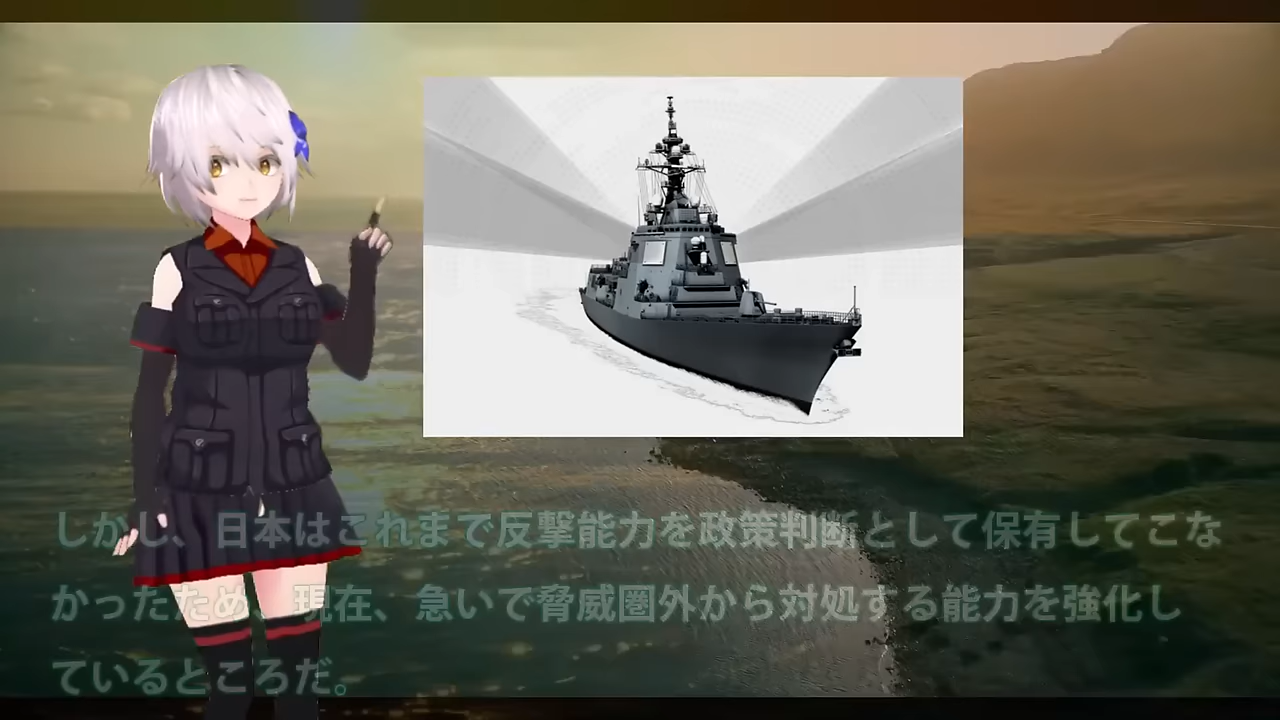 しかし、日本はこれまで反撃能力を政策判断として保有してこな
かったため、現在、急いで脅威圏外から対処する能力を強化し
ているところだ。